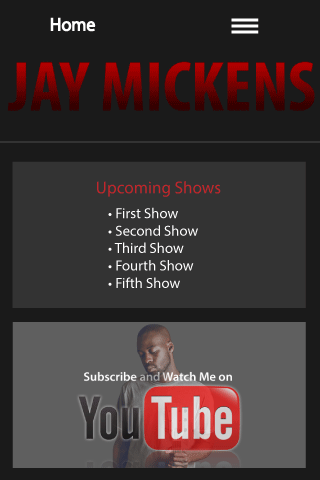 Home
JAY MICKENS
Upcoming Shows
• First Show
• Second Show
• Third Show
• Fourth Show
• Fifth Show
Subscribe and Watch Me on
YouTube